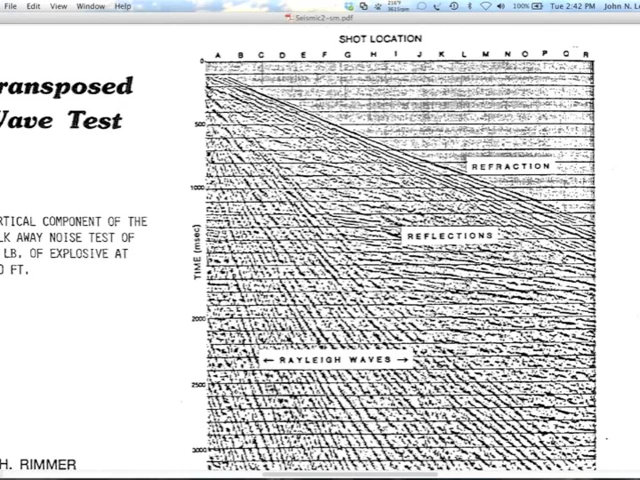 File Edit View Window Help
100%
Tue 2:42 PM John N. L
Seismic2-sm.pdf
ransposed
Wave Test
RTICAL COMPONENT OF THE
LK AWAY NOISE TEST OF
LB. OF EXPLOSIVE AT
FT.
H. RIMMER
SHOT LOCATION
A B C D E F G H I J K L M N O P Q R
0
500
1000
2000
2500
3000
TIME (msec)
REFRACTION
REFLECTIONS
← RAYLEIGH WAVES →